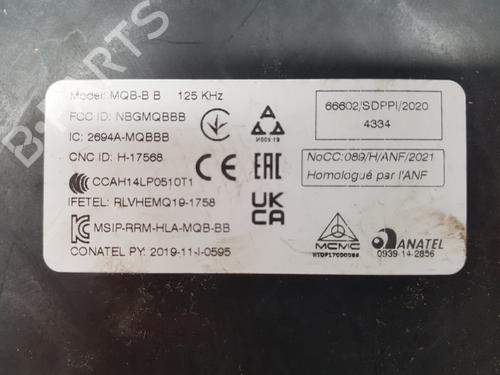 Model: MQB-B B 125 KHz
FCC ID: NBGMQBBB
IC: 2694A-MQBBB
CNC ID: H-17568
CCAH14LP0510T1
IFETEL: RLVHEMQ19-1758
MSIP-RRM-HLA-MQB-BB
CONATEL PY: 2019-11-I-0595
CE
EAC
UK
CA
66602/SDPPI/2020
4334
NoCC:089/H/ANF/2021
Homologué par l'ANF
MCMC
ANATEL
0939-14-2856
B-PARTS